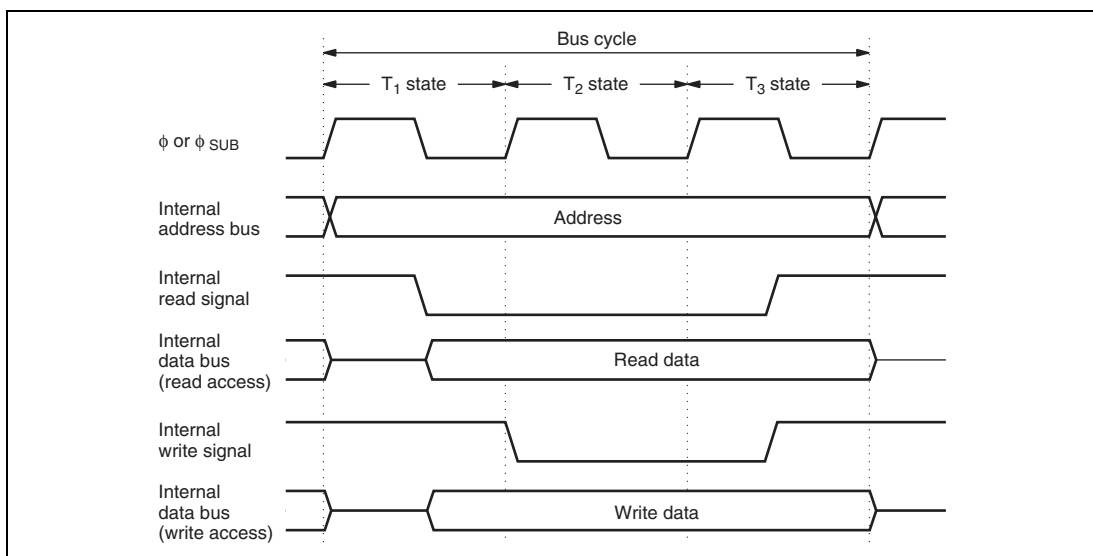 Bus cycle
T1 state
T2 state
T3 state
ϕ or ϕ SUB
Internal
address bus
Address
Internal
read signal
Internal
data bus
(read access)
Read data
Internal
write signal
Internal
data bus
(write access)
Write data